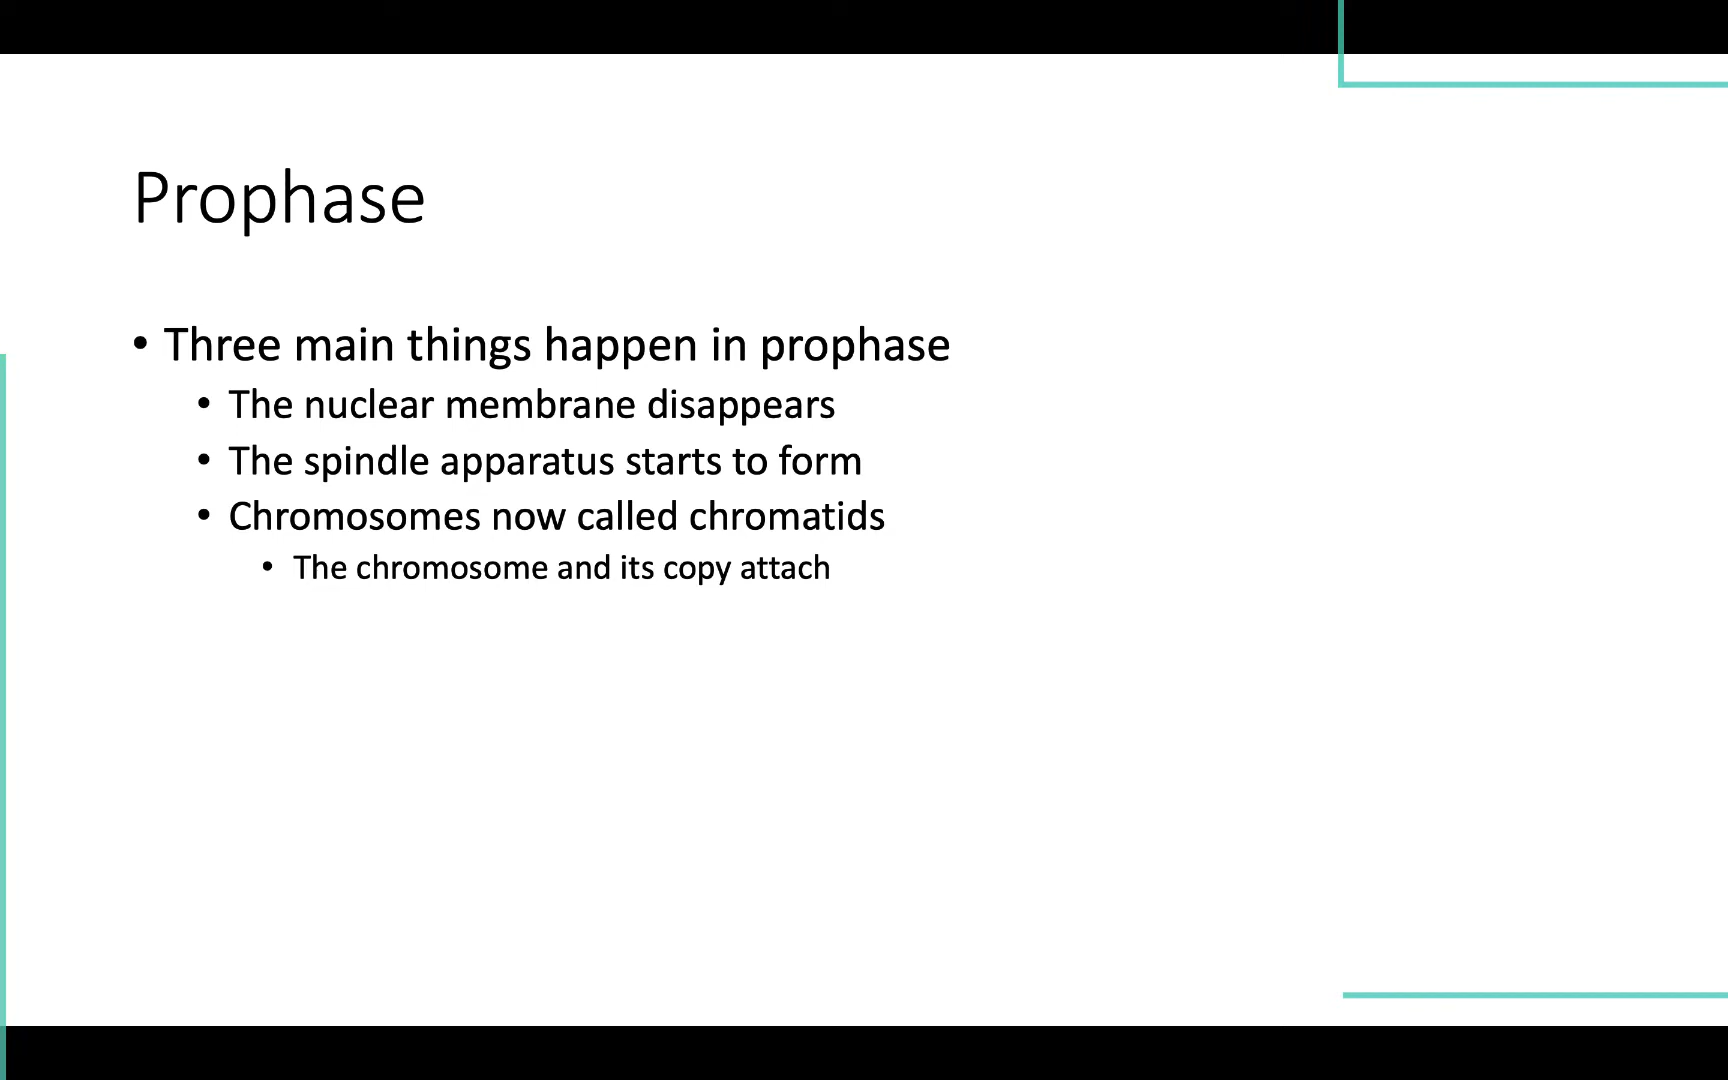 Prophase
• Three main things happen in prophase
• The nuclear membrane disappears
• The spindle apparatus starts to form
• Chromosomes now called chromatids
• The chromosome and its copy attach